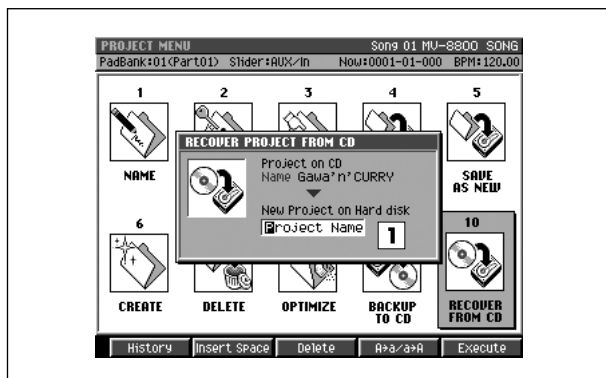 PROJECT MENU Song 01 MV-8800 SONG
PadBank:01(Part01) Slider:AUX/In Now:0001-01-000 BPM:120.00
1 2 3 4 5
RECOVER PROJECT FROM CD
Project on CD
Name Gawa'n'CURRY
New Project on Hard disk
Project Name 1
NAME SAVE
AS NEW
6 10
CREATE DELETE OPTIMIZE BACKUP
TO CD RECOVER
FROM CD
History Insert Space Delete A→a/a→A Execute